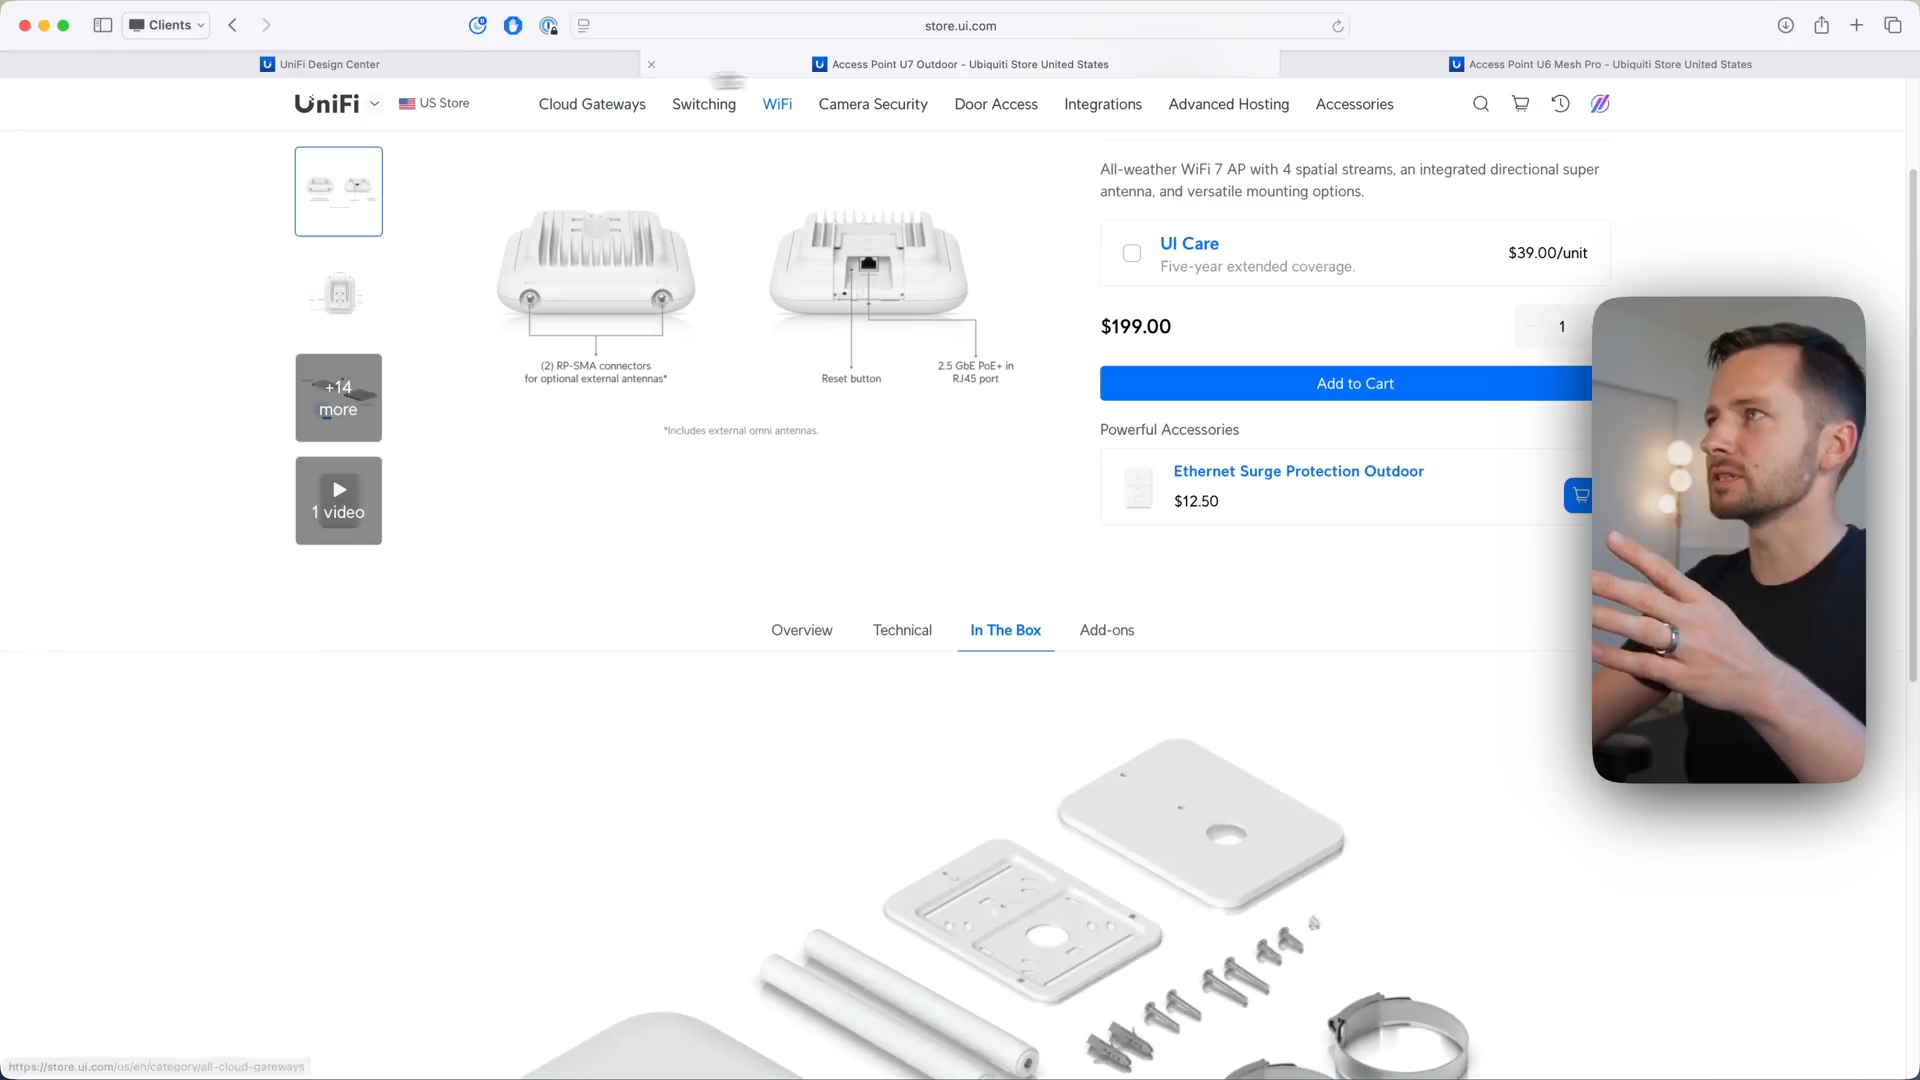 Clients
store.ui.com
UniFi Design Center
Access Point U7 Outdoor - Ubiquiti Store United States
Access Point U6 Mesh Pro - Ubiquiti Store United States
UniFi
US Store
Cloud Gateways
Switching
WiFi
Camera Security
Door Access
Integrations
Advanced Hosting
Accessories
All-weather WiFi 7 AP with 4 spatial streams, an integrated directional super
antenna, and versatile mounting options.
UI Care
Five-year extended coverage.
$39.00/unit
$199.00
1
Add to Cart
Powerful Accessories
Ethernet Surge Protection Outdoor
$12.50
+14
more
1 video
(2) RP-SMA connectors
for optional external antennas*
Reset button
2.5 GbE PoE+ in
RJ45 port
*Includes external omni antennas.
Overview
Technical
In The Box
Add-ons
https://store.ui.com/us/en/category/all-cloud-gateways